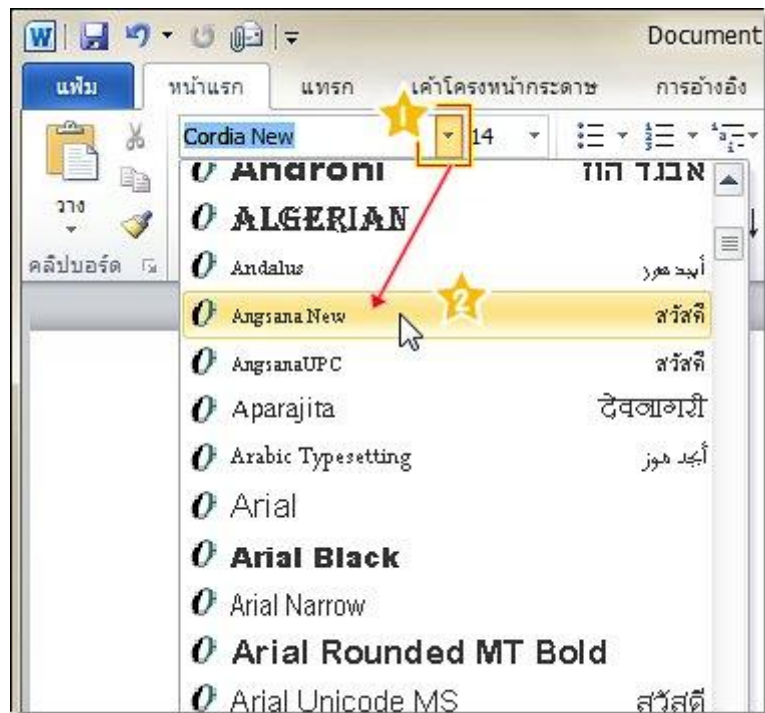 W Document
แฟ้ม หน้าแรก แทรก เค้าโครงหน้ากระดาษ การอ้างอิง
1
Cordia New 14
วาง
คลิปบอร์ด
O Androni אבגד הוז
O ALGERIAN
O Andalus أبجد هوز
2
O Angsana New สวัสดี
O AngsanaUPC สวัสดี
O Aparajita देवनागरी
O Arabic Typesetting أبجد هوز
O Arial
O Arial Black
O Arial Narrow
O Arial Rounded MT Bold
O Arial Unicode MS สวัสดี